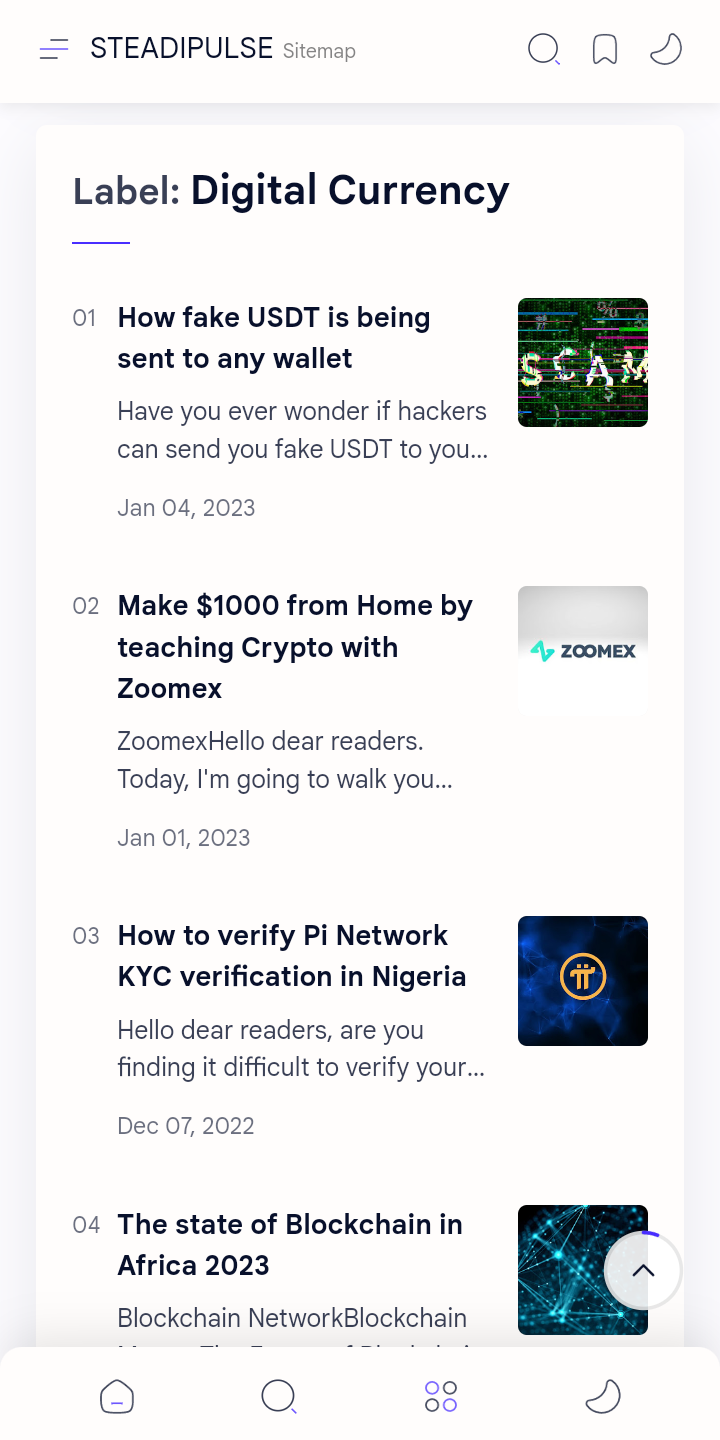 STEADIPULSE Sitemap
Label: Digital Currency
01 How fake USDT is being
sent to any wallet
Have you ever wonder if hackers
can send you fake USDT to you...
Jan 04, 2023
SCAM
02 Make $1000 from Home by
teaching Crypto with
Zoomex
ZoomexHello dear readers.
Today, I'm going to walk you...
Jan 01, 2023
ZOOMEX
03 How to verify Pi Network
KYC verification in Nigeria
Hello dear readers, are you
finding it difficult to verify your...
Dec 07, 2022
04 The state of Blockchain in
Africa 2023
Blockchain NetworkBlockchain